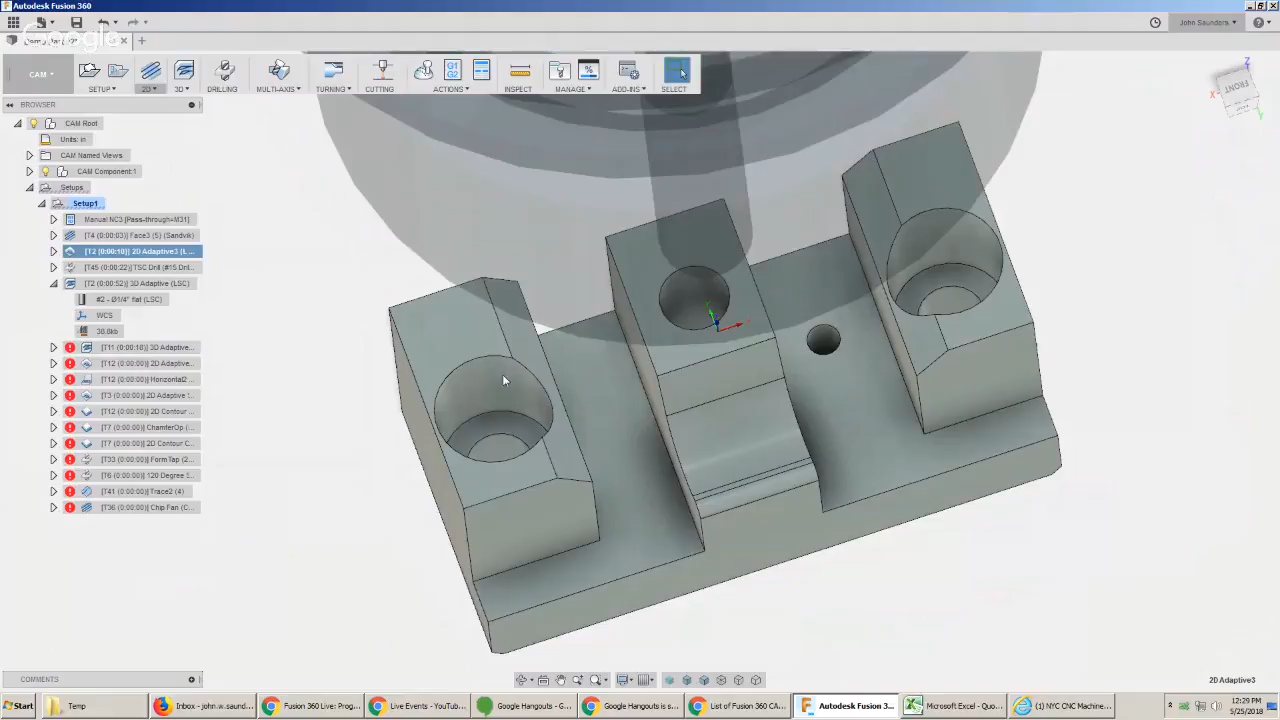 Autodesk Fusion 360
Google
John Saunders
CAM
SETUP
2D
3D
DRILLING
MULTI-AXIS
TURNING
CUTTING
ACTIONS
INSPECT
MANAGE
ADD-INS
SELECT
G1
G2
FRONT
X
Z
Y
BROWSER
CAM Root
Units: in
CAM Named Views
CAM Component:1
Setups
Setup1
Manual NC3 [Pass-through=M31]
[T4 (0:00:03)] Face3 (5) (Sandvik)
[T2 (0:00:10)] 2D Adaptive3 (L...
[T45 (0:00:22)] TSC Drill (#15 Dril...
[T2 (0:00:52)] 3D Adaptive (LSC)
#2 - Ø1/4" flat (LSC)
WCS
[T11 (0:00:18)] 3D Adaptive...
[T12 (0:00:00)] 2D Adaptive...
[T12 (0:00:00)] Horizontal2 ...
[T3 (0:00:00)] 2D Adaptive
[T12 (0:00:00)] 2D Contour ...
[T7 (0:00:00)] ChamferOp (...
[T7 (0:00:00)] 2D Contour C...
[T33 (0:00:00)] FormTap (2...
[T6 (0:00:00)] 120 Degree S...
[T41 (0:00:00)] Trace2 (4)
[T36 (0:00:00)] Chip Fan (C...
COMMENTS
2D Adaptive3
Start
Temp
Inbox - john.w.saund...
Fusion 360 Live: Prog...
Live Events - YouTub...
Google Hangouts - G...
Google Hangouts is s...
List of Fusion 360 CA...
Autodesk Fusion 3...
Microsoft Excel - Quo...
(1) NYC CNC Machine...
12:29 PM
5/25/2018